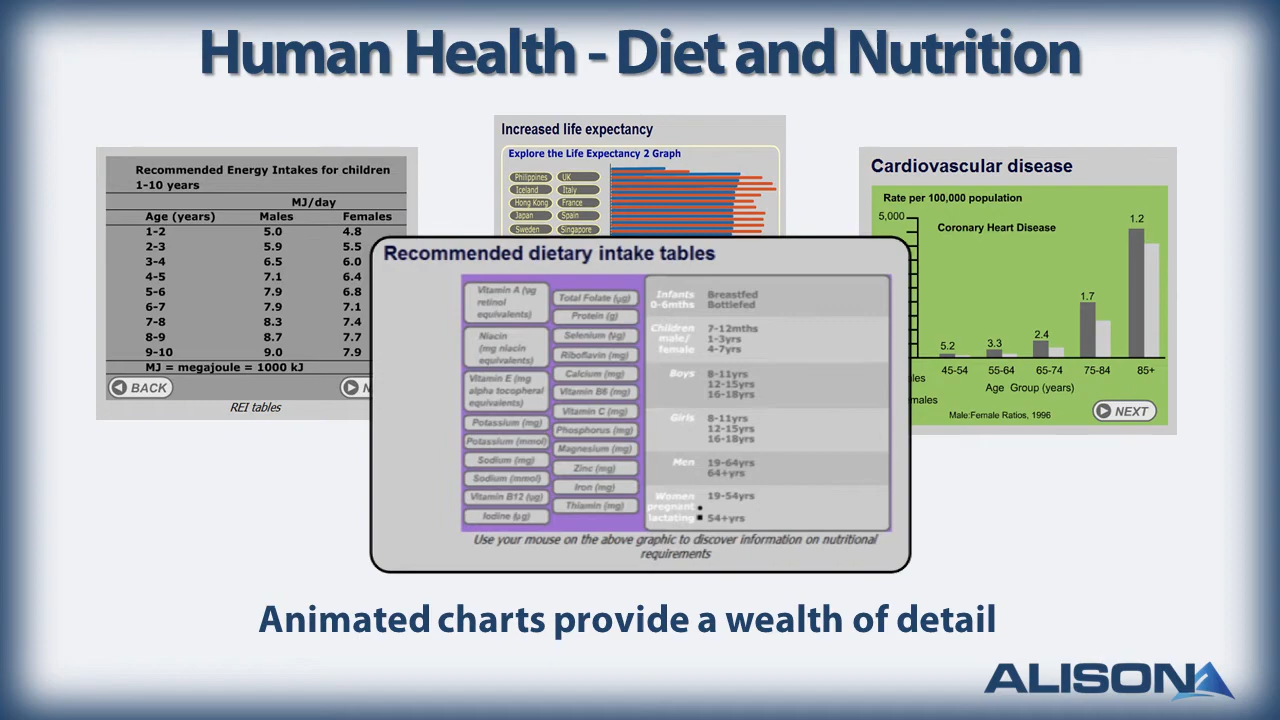 Human Health - Diet and Nutrition
Recommended Energy Intakes for children
1-10 years
MJ/day
Age (years) Males Females
1-2 5.0 4.8
2-3 5.9 5.5
3-4 6.5 6.0
4-5 7.1 6.4
5-6 7.9 6.8
6-7 7.9 7.1
7-8 8.3 7.4
8-9 8.7 7.7
9-10 9.0 7.9
MJ = megajoule = 1000 kJ
BACK
REI tables
Increased life expectancy
Explore the Life Expectancy 2 Graph
Philippines UK
Iceland Italy
Hong Kong France
Japan Spain
Sweden Singapore
Cardiovascular disease
Rate per 100,000 population
5,000
Coronary Heart Disease
5.2 3.3 2.4 1.7 1.2
45-54 55-64 65-74 75-84 85+
Age Group (years)
Male:Female Ratios, 1996
NEXT
Recommended dietary intake tables
Vitamin A (µg
retinol
equivalents)
Niacin
(mg niacin
equivalents)
Vitamin E (mg
alpha tocopheral
equivalents)
Potassium (mg)
Potassium (mmol)
Sodium (mg)
Sodium (mmol)
Vitamin B12 (µg)
Iodine (µg)
Total Folate (µg)
Protein (g)
Selenium (µg)
Riboflavin (mg)
Calcium (mg)
Vitamin B6 (mg)
Vitamin C (mg)
Phosphorus (mg)
Magnesium (mg)
Zinc (mg)
Iron (mg)
Thiamin (mg)
Infants Breastfed
0-6mths Bottlefed
Children 7-12mths
male/ 1-3yrs
female 4-7yrs
Boys 8-11yrs
12-15yrs
16-18yrs
Girls 8-11yrs
12-15yrs
16-18yrs
Men 19-64yrs
64+yrs
Women 19-54yrs
pregnant
lactating 54+yrs
Use your mouse on the above graphic to discover information on nutritional
requirements
Animated charts provide a wealth of detail
ALISON